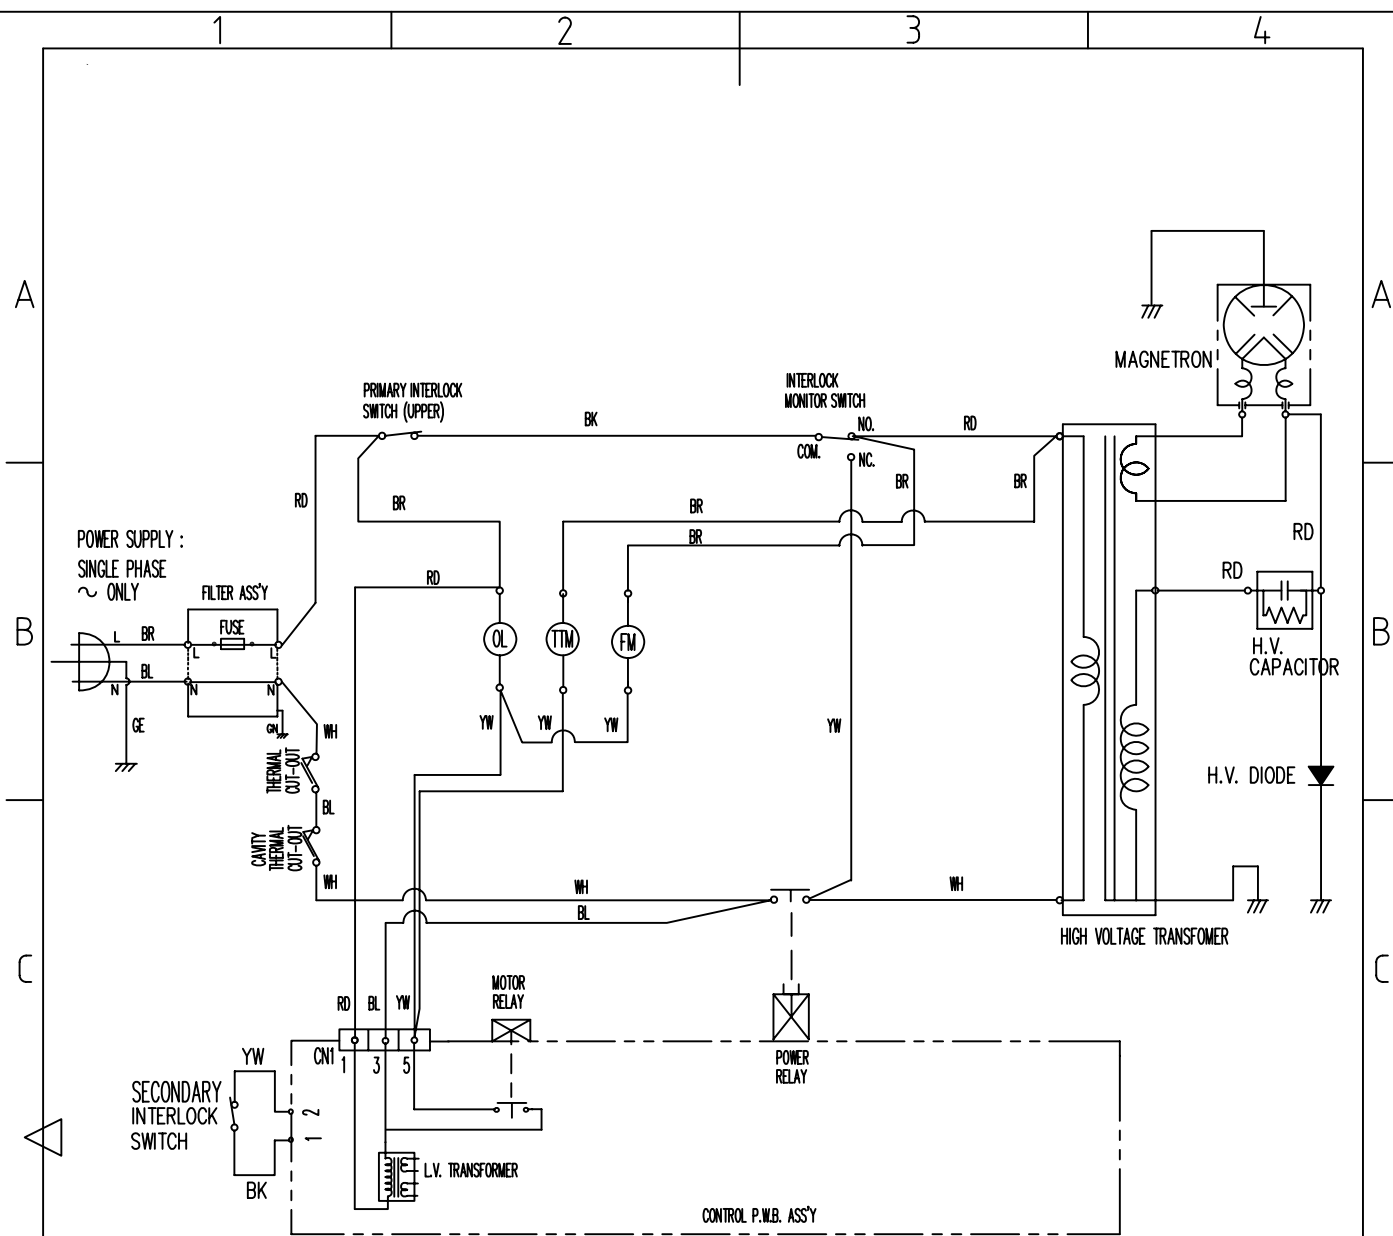 1
2
3
4
A
A
MAGNETRON
PRIMARY INTERLOCK
SWITCH (UPPER)
INTERLOCK
MONITOR SWITCH
BK
NO.
COM.
NC.
RD
RD
BR
BR
BR
BR
BR
RD
POWER SUPPLY :
SINGLE PHASE
~ ONLY
FILTER ASS'Y
RD
RD
B
B
L
BR
FUSE
L
L
OL
TTM
FM
H.V.
CAPACITOR
BL
N
N
N
GE
GN
WH
YW
YW
YW
YW
THERMAL
CUT-OUT
H.V. DIODE
BL
CAVITY
THERMAL
CUT-OUT
WH
WH
WH
BL
HIGH VOLTAGE TRANSFOMER
C
C
MOTOR
RELAY
RD
BL
YW
CN1
1
3
5
POWER
RELAY
YW
SECONDARY
INTERLOCK
SWITCH
2
1
BK
L.V. TRANSFORMER
CONTROL P.W.B. ASS'Y